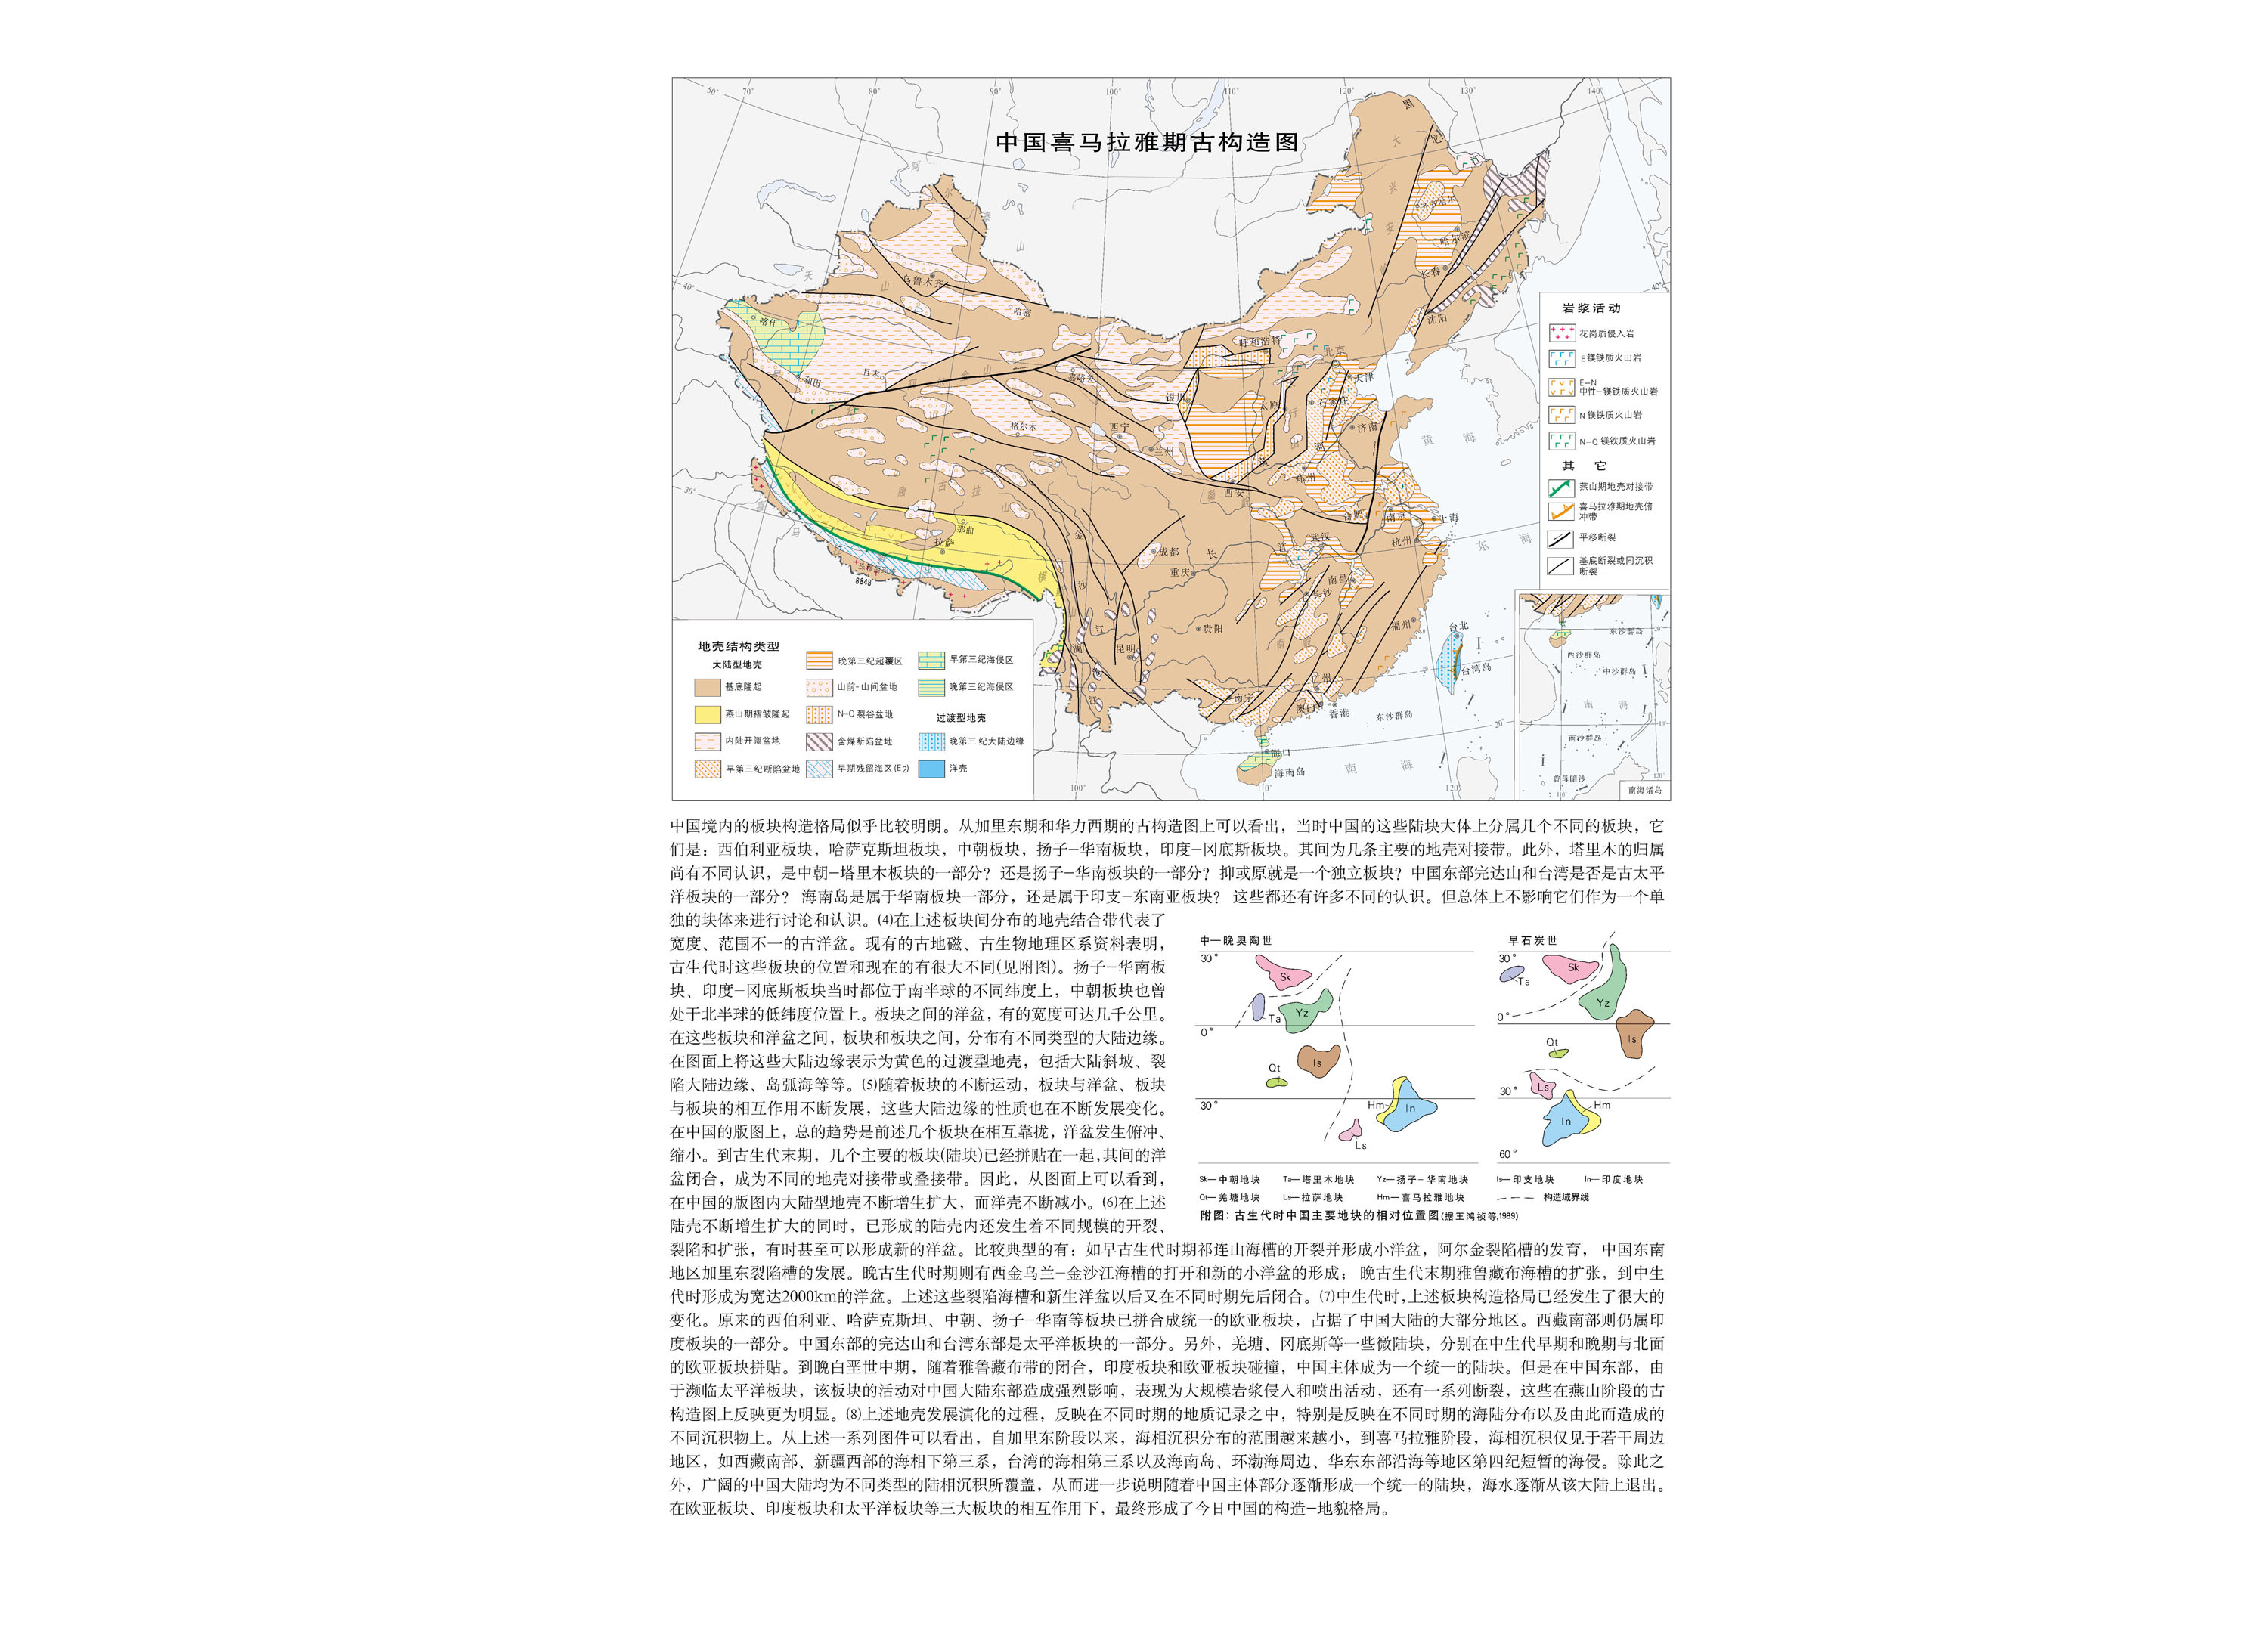 中国喜马拉雅期古构造图
50°
70°
80°
90°
100°
110°
120°
130°
140°
40°
30°
40°
黑
龙
大
兴
安
阿
尔
泰
山
天
山
齐齐哈尔
哈尔滨
长春
沈阳
乌鲁木齐
哈密
喀什
和田
且末
嘉峪关
呼和浩特
北京
天津
石家庄
太原
银川
济南
西宁
兰州
格尔木
西安
郑州
唐
古
拉
山
那曲
拉萨
8848
黄 海
合肥
南京
上海
杭州
武汉
东 海
成都
重庆
长
江
金
沙
江
横
南昌
长沙
贵阳
昆明
福州
台北
台湾岛
南宁
广州
澳门
香港
东沙群岛
海口
海南岛
南 海
100°
110°
120°
20°
岩浆活动
花岗质侵入岩
E 镁铁质火山岩
E—N
中性-镁铁质火山岩
N 镁铁质火山岩
N-Q 镁铁质火山岩
其 它
燕山期地壳对接带
喜马拉雅期地壳俯
冲带
平移断裂
基底断裂或同沉积
断裂
东沙群岛
西沙群岛
中沙群岛
南 海
南沙群岛
曾母暗沙
南海诸岛
地壳结构类型
大陆型地壳
基底隆起
燕山期褶皱隆起
内陆开阔盆地
早第三纪断陷盆地
晚第三纪超覆区
山前-山间盆地
N-Q 裂谷盆地
含煤断陷盆地
早期残留海区(E2)
早第三纪海侵区
晚第三纪海侵区
过渡型地壳
晚第三纪大陆边缘
洋壳
中国境内的板块构造格局似乎比较明朗。从加里东期和华力西期的古构造图上可以看出，当时中国的这些陆块大体上分属几个不同的板块，它
们是：西伯利亚板块，哈萨克斯坦板块，中朝板块，扬子-华南板块，印度-冈底斯板块。其间为几条主要的地壳对接带。此外，塔里木的归属
尚有不同认识，是中朝-塔里木板块的一部分？还是扬子-华南板块的一部分？抑或原就是一个独立板块？中国东部完达山和台湾是否是古太平
洋板块的一部分？ 海南岛是属于华南板块一部分，还是属于印支-东南亚板块？ 这些都还有许多不同的认识。但总体上不影响它们作为一个单
独的块体来进行讨论和认识。⑷在上述板块间分布的地壳结合带代表了
宽度、范围不一的古洋盆。现有的古地磁、古生物地理区系资料表明，
古生代时这些板块的位置和现在的有很大不同(见附图)。扬子-华南板
块、印度-冈底斯板块当时都位于南半球的不同纬度上，中朝板块也曾
处于北半球的低纬度位置上。板块之间的洋盆，有的宽度可达几千公里。
在这些板块和洋盆之间，板块和板块之间，分布有不同类型的大陆边缘。
在图面上将这些大陆边缘表示为黄色的过渡型地壳，包括大陆斜坡、裂
陷大陆边缘、岛弧海等等。⑸随着板块的不断运动，板块与洋盆、板块
与板块的相互作用不断发展，这些大陆边缘的性质也在不断发展变化。
在中国的版图上，总的趋势是前述几个板块在相互靠拢，洋盆发生俯冲、
缩小。到古生代末期，几个主要的板块(陆块)已经拼贴在一起，其间的洋
盆闭合，成为不同的地壳对接带或叠接带。因此，从图面上可以看到，
在中国的版图内大陆型地壳不断增生扩大，而洋壳不断减小。⑹在上述
陆壳不断增生扩大的同时，已形成的陆壳内还发生着不同规模的开裂、
中—晚奥陶世
30°
0°
30°
Sk
Ta
Yz
Is
Qt
Hm
In
Ls
早石炭世
30°
0°
30°
60°
Sk
Ta
Yz
Is
Qt
Ls
Hm
In
Sk—中朝地块 Ta—塔里木地块 Yz—扬子-华南地块 Is—印支地块 In—印度地块
Qt—羌塘地块 Ls—拉萨地块 Hm—喜马拉雅地块 构造域界线
附图：古生代时中国主要地块的相对位置图(据王鸿祯等,1989)
裂陷和扩张，有时甚至可以形成新的洋盆。比较典型的有：如早古生代时期祁连山海槽的开裂并形成小洋盆，阿尔金裂陷槽的发育， 中国东南
地区加里东裂陷槽的发展。晚古生代时期则有西金乌兰-金沙江海槽的打开和新的小洋盆的形成； 晚古生代末期雅鲁藏布海槽的扩张，到中生
代时形成为宽达2000km的洋盆。上述这些裂陷海槽和新生洋盆以后又在不同时期先后闭合。⑺中生代时，上述板块构造格局已经发生了很大的
变化。原来的西伯利亚、哈萨克斯坦、中朝、扬子-华南等板块已拼合成统一的欧亚板块，占据了中国大陆的大部分地区。西藏南部则仍属印
度板块的一部分。中国东部的完达山和台湾东部是太平洋板块的一部分。另外，羌塘、冈底斯等一些微陆块，分别在中生代早期和晚期与北面
的欧亚板块拼贴。到晚白垩世中期，随着雅鲁藏布带的闭合，印度板块和欧亚板块碰撞，中国主体成为一个统一的陆块。但是在中国东部，由
于濒临太平洋板块，该板块的活动对中国大陆东部造成强烈影响，表现为大规模岩浆侵入和喷出活动，还有一系列断裂，这些在燕山阶段的古
构造图上反映更为明显。⑻上述地壳发展演化的过程，反映在不同时期的地质记录之中，特别是反映在不同时期的海陆分布以及由此而造成的
不同沉积物上。从上述一系列图件可以看出，自加里东阶段以来，海相沉积分布的范围越来越小，到喜马拉雅阶段，海相沉积仅见于若干周边
地区，如西藏南部、新疆西部的海相下第三系，台湾的海相第三系以及海南岛、环渤海周边、华东东部沿海等地区第四纪短暂的海侵。除此之
外，广阔的中国大陆均为不同类型的陆相沉积所覆盖，从而进一步说明随着中国主体部分逐渐形成一个统一的陆块，海水逐渐从该大陆上退出。
在欧亚板块、印度板块和太平洋板块等三大板块的相互作用下，最终形成了今日中国的构造-地貌格局。